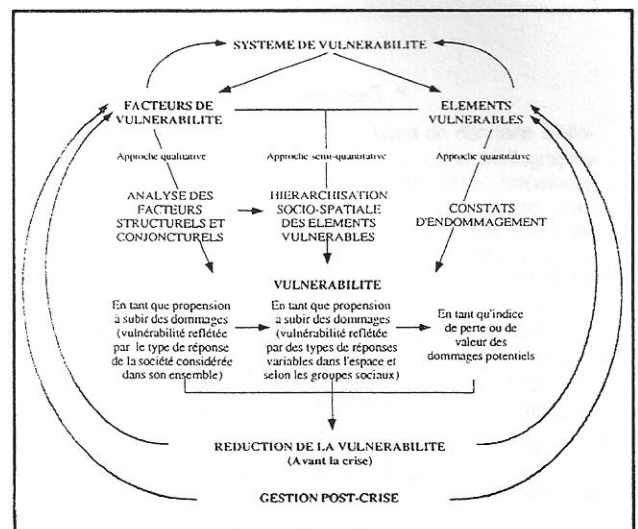 SYSTEME DE VULNERABILITE
FACTEURS DE
VULNERABILITE
ELEMENTS
VULNERABLES
Approche qualitative
Approche semi-quantitative
Approche quantitative
ANALYSE DES
FACTEURS
STRUCTURELS ET
CONJONCTURELS
HIERARCHISATION
SOCIO-SPATIALE
DES ELEMENTS
VULNERABLES
CONSTATS
D'ENDOMMAGEMENT
VULNERABILITE
En tant que propension
à subir des dommages
(vulnérabilité reflétée
par le type de réponse
de la société considérée
dans son ensemble)
En tant que propension
à subir des dommages
(vulnérabilité reflétée
par des types de réponses
variables dans l'espace et
selon les groupes sociaux)
En tant qu'indice
de perte ou de
valeur des
dommages potentiels
REDUCTION DE LA VULNERABILITE
(Avant la crise)
GESTION POST-CRISE